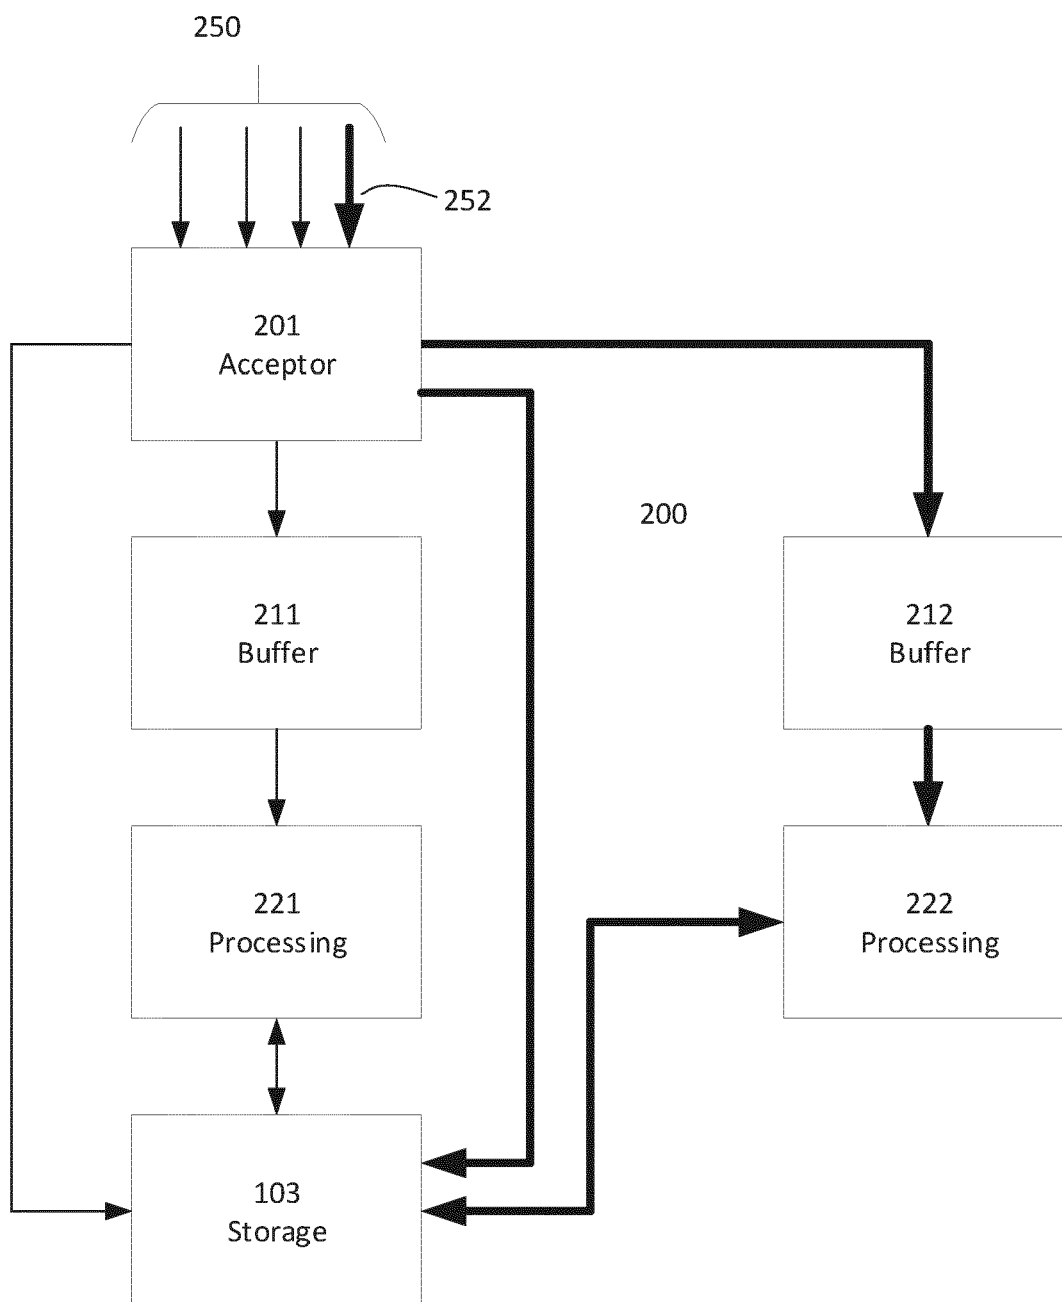 250
252
201
Acceptor
200
211
Buffer
212
Buffer
221
Processing
222
Processing
103
Storage